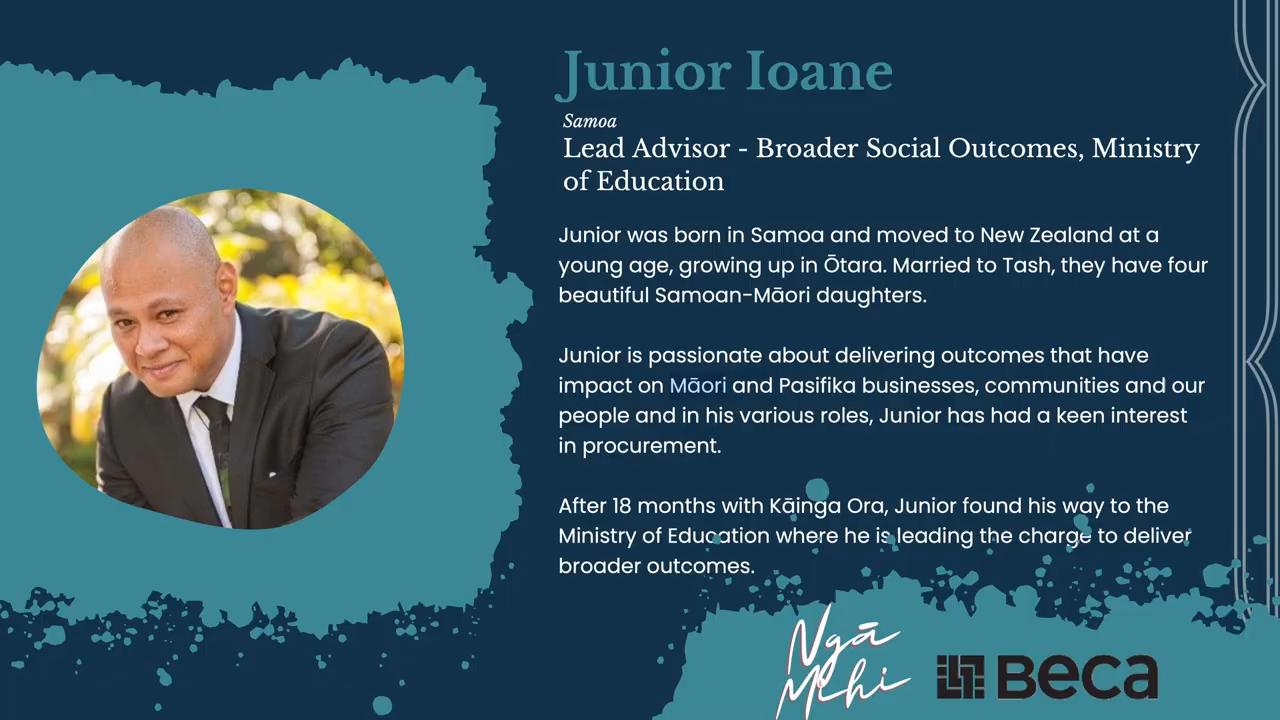 Junior Ioane
Samoa
Lead Advisor - Broader Social Outcomes, Ministry
of Education
Junior was born in Samoa and moved to New Zealand at a
young age, growing up in Ōtara. Married to Tash, they have four
beautiful Samoan-Māori daughters.
Junior is passionate about delivering outcomes that have
impact on Māori and Pasifika businesses, communities and our
people and in his various roles, Junior has had a keen interest
in procurement.
After 18 months with Kāinga Ora, Junior found his way to the
Ministry of Education where he is leading the charge to deliver
broader outcomes.
Ngā
Mihi
Beca